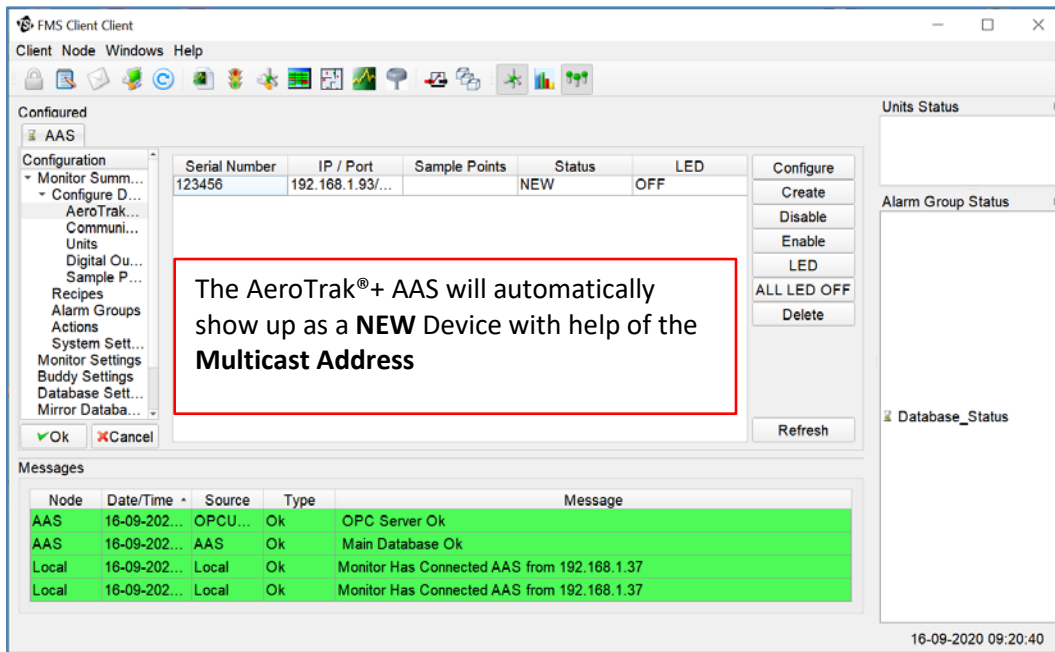 FMS Client Client
Client Node Windows Help
Configured
AAS
Configuration
Monitor Summ...
Configure D...
AeroTrak...
Communi...
Units
Digital Ou...
Sample P...
Recipes
Alarm Groups
Actions
System Sett...
Monitor Settings
Buddy Settings
Database Sett...
Mirror Databa...
Ok Cancel
Serial Number IP / Port Sample Points Status LED
123456 192.168.1.93/... NEW OFF
The AeroTrak®+ AAS will automatically
show up as a NEW Device with help of the
Multicast Address
Configure
Create
Disable
Enable
LED
ALL LED OFF
Delete
Refresh
Units Status
Alarm Group Status
Database_Status
Messages
Node Date/Time Source Type Message
AAS 16-09-202... OPCU... Ok OPC Server Ok
AAS 16-09-202... AAS Ok Main Database Ok
Local 16-09-202... Local Ok Monitor Has Connected AAS from 192.168.1.37
Local 16-09-202... Local Ok Monitor Has Connected AAS from 192.168.1.37
16-09-2020 09:20:40